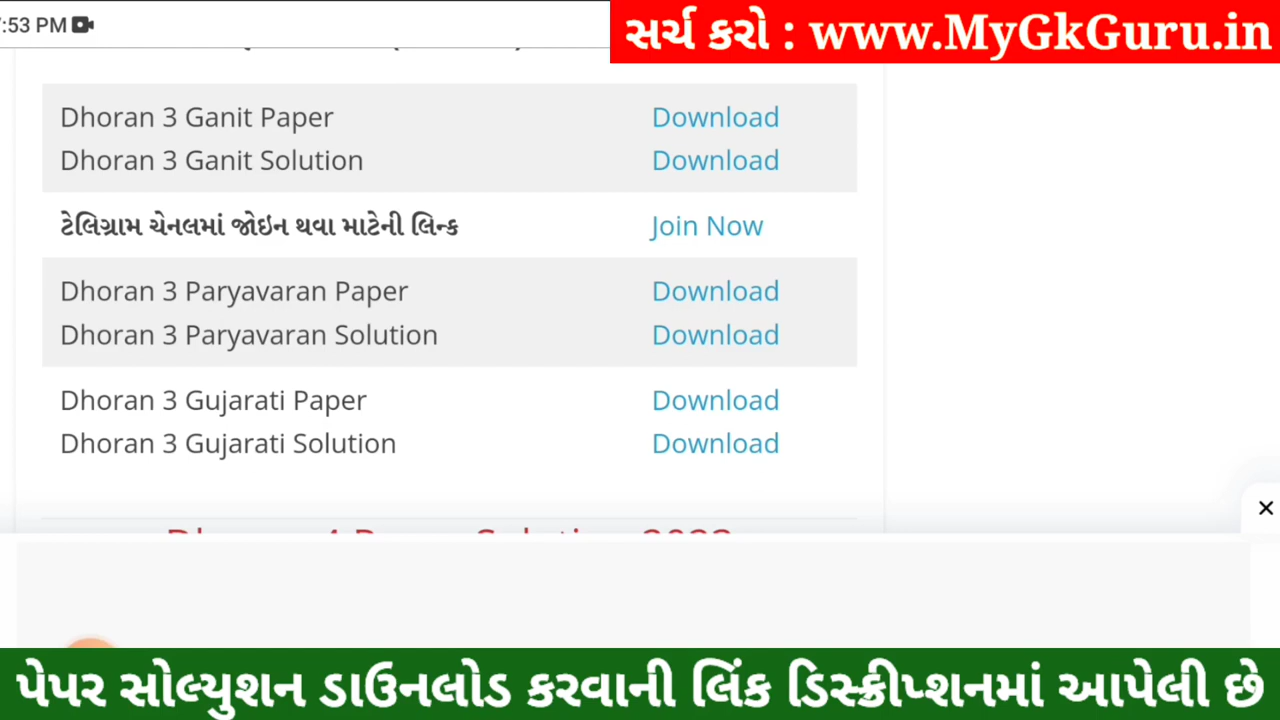 :53 PM
સર્ચ કરો : www.MyGkGuru.in
Dhoran 3 Ganit Paper Download
Dhoran 3 Ganit Solution Download
ટેલિગ્રામ ચેનલમાં જોઇન થવા માટેની લિન્ક Join Now
Dhoran 3 Paryavaran Paper Download
Dhoran 3 Paryavaran Solution Download
Dhoran 3 Gujarati Paper Download
Dhoran 3 Gujarati Solution Download
પેપર સોલ્યુશન ડાઉનલોડ કરવાની લિંક ડિસ્ક્રીપ્શનમાં આપેલી છે